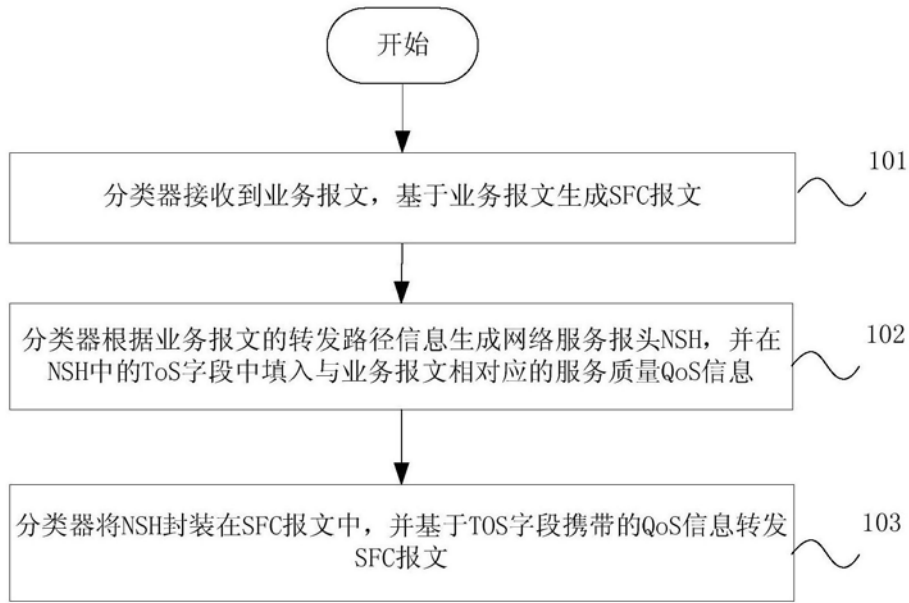 开始
分类器接收到业务报文，基于业务报文生成SFC报文
101
分类器根据业务报文的转发路径信息生成网络服务报头NSH，并在
NSH中的ToS字段中填入与业务报文相对应的服务质量QoS信息
102
分类器将NSH封装在SFC报文中，并基于TOS字段携带的QoS信息转发
SFC报文
103